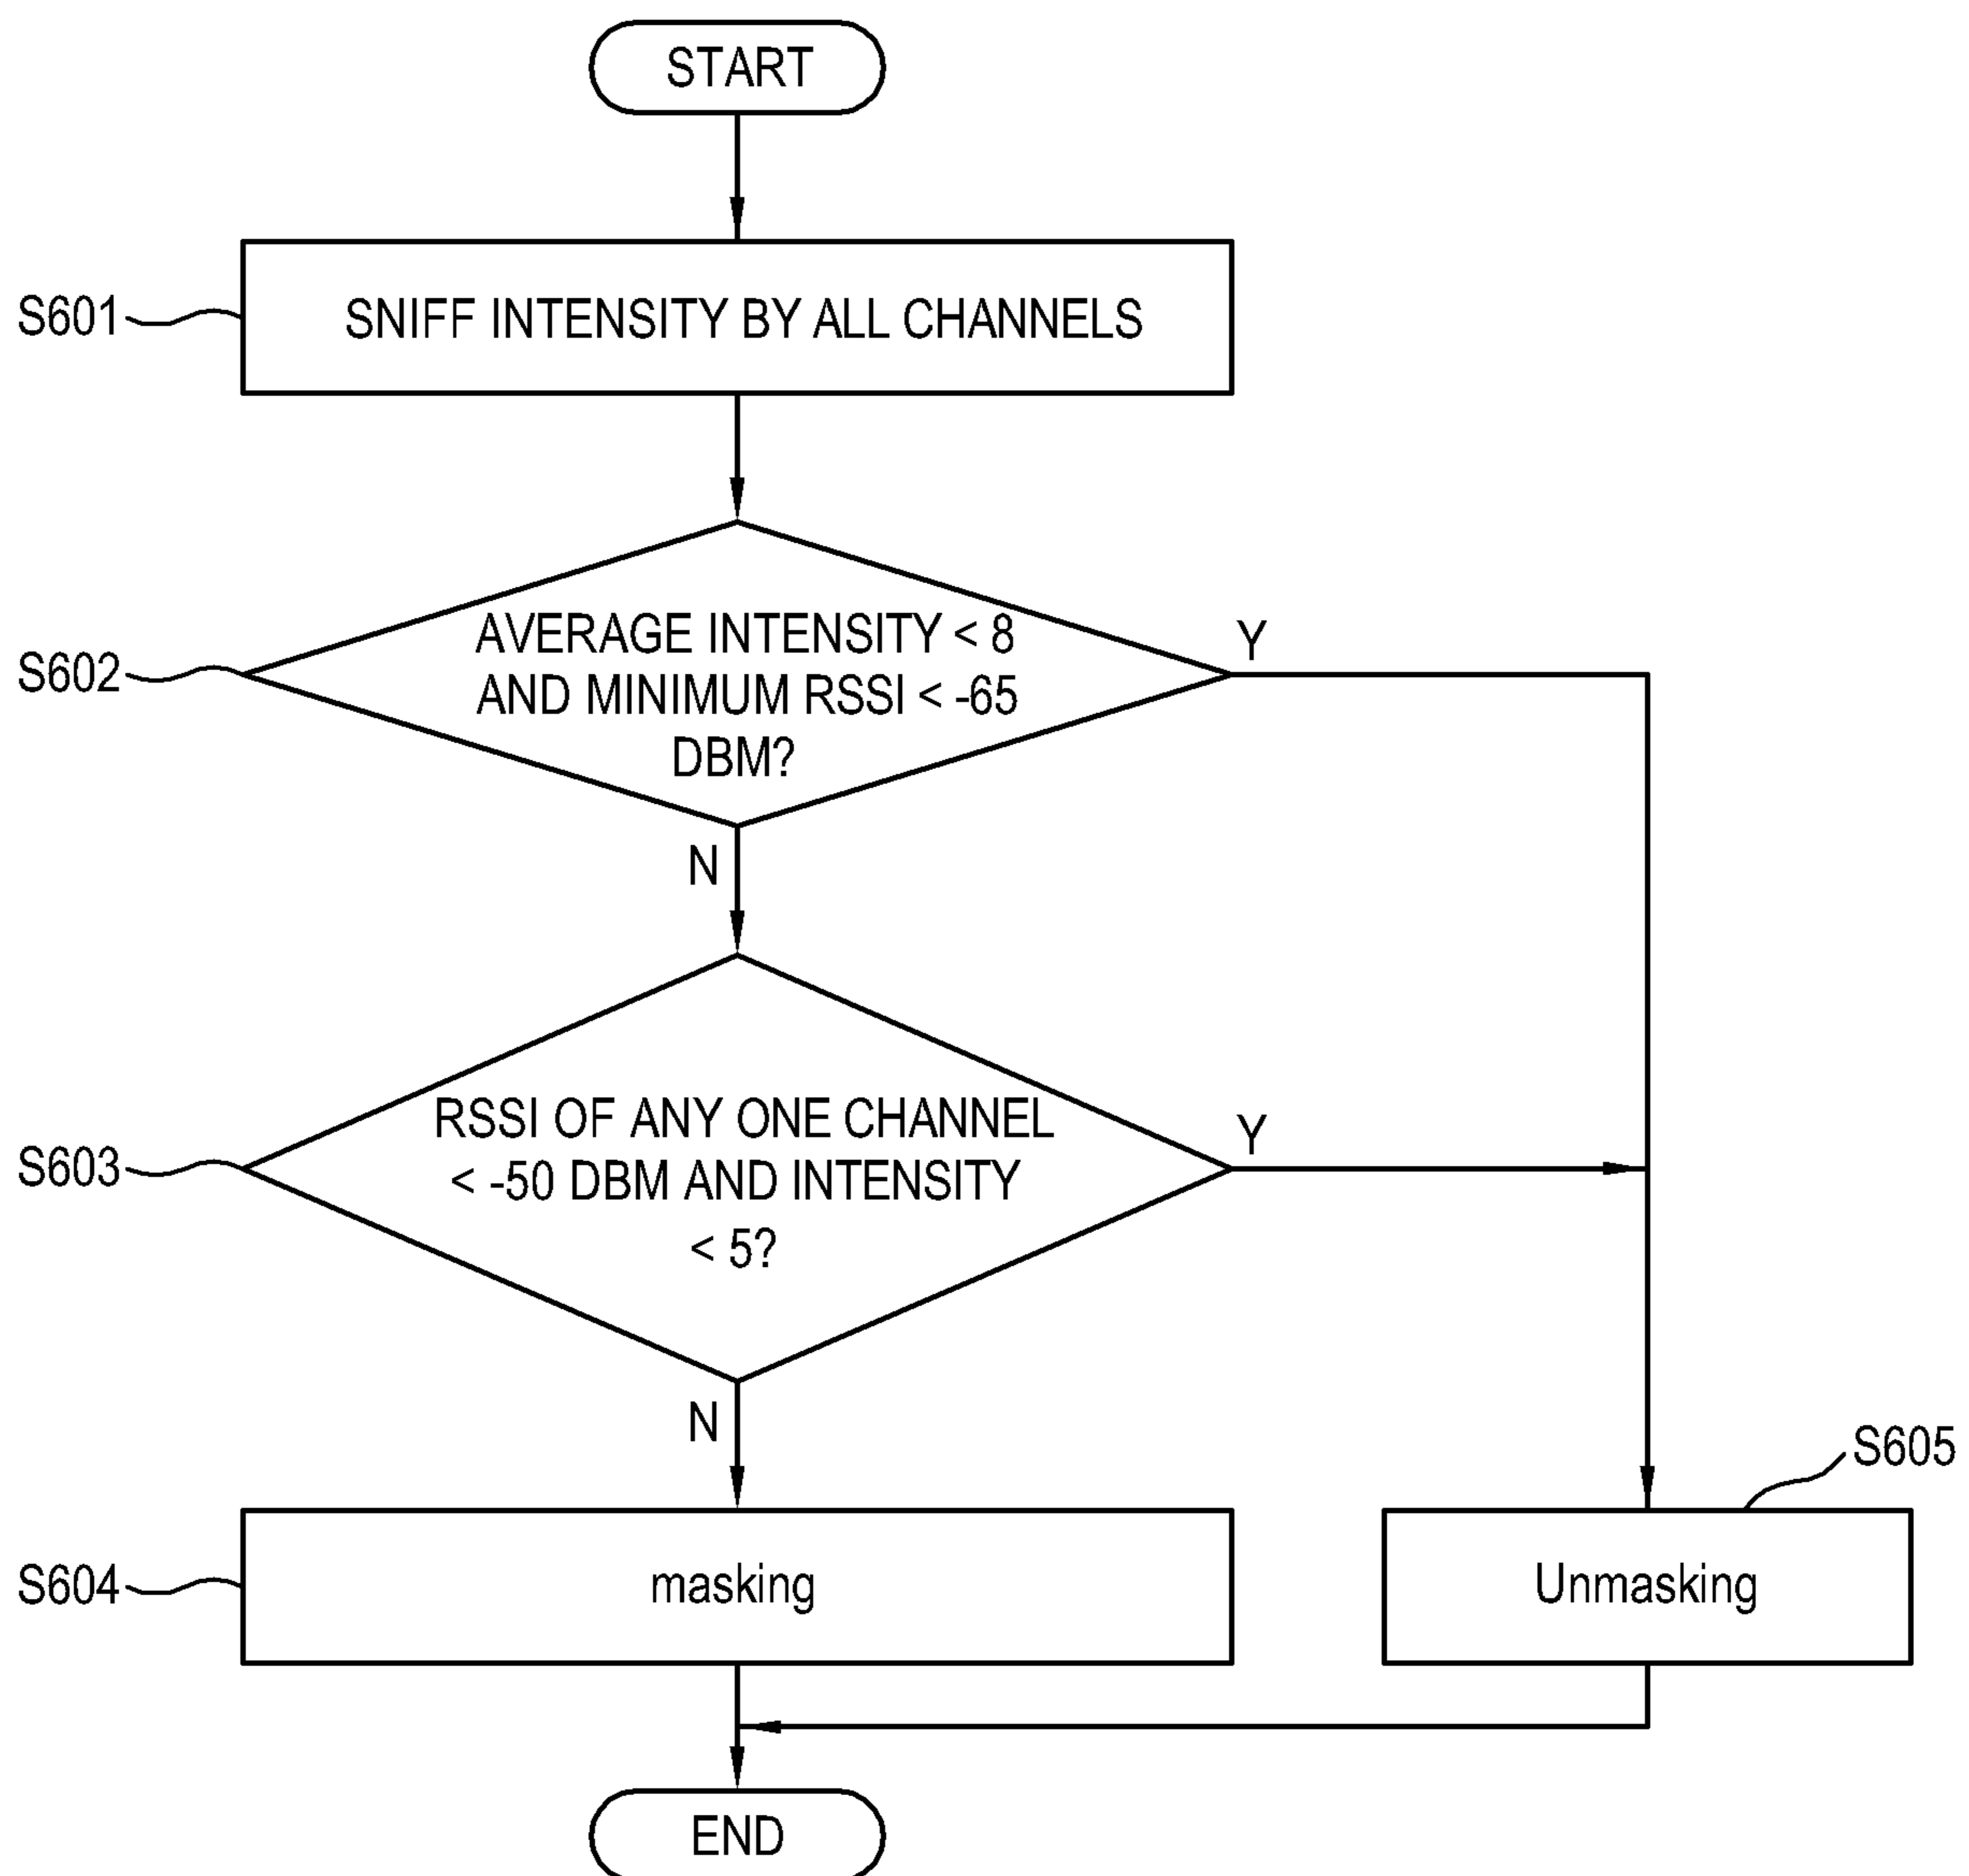 START
S601
SNIFF INTENSITY BY ALL CHANNELS
S602
AVERAGE INTENSITY < 8
AND MINIMUM RSSI < -65
DBM?
Y
N
S603
RSSI OF ANY ONE CHANNEL
< -50 DBM AND INTENSITY
< 5?
Y
N
S605
S604
masking
Unmasking
END